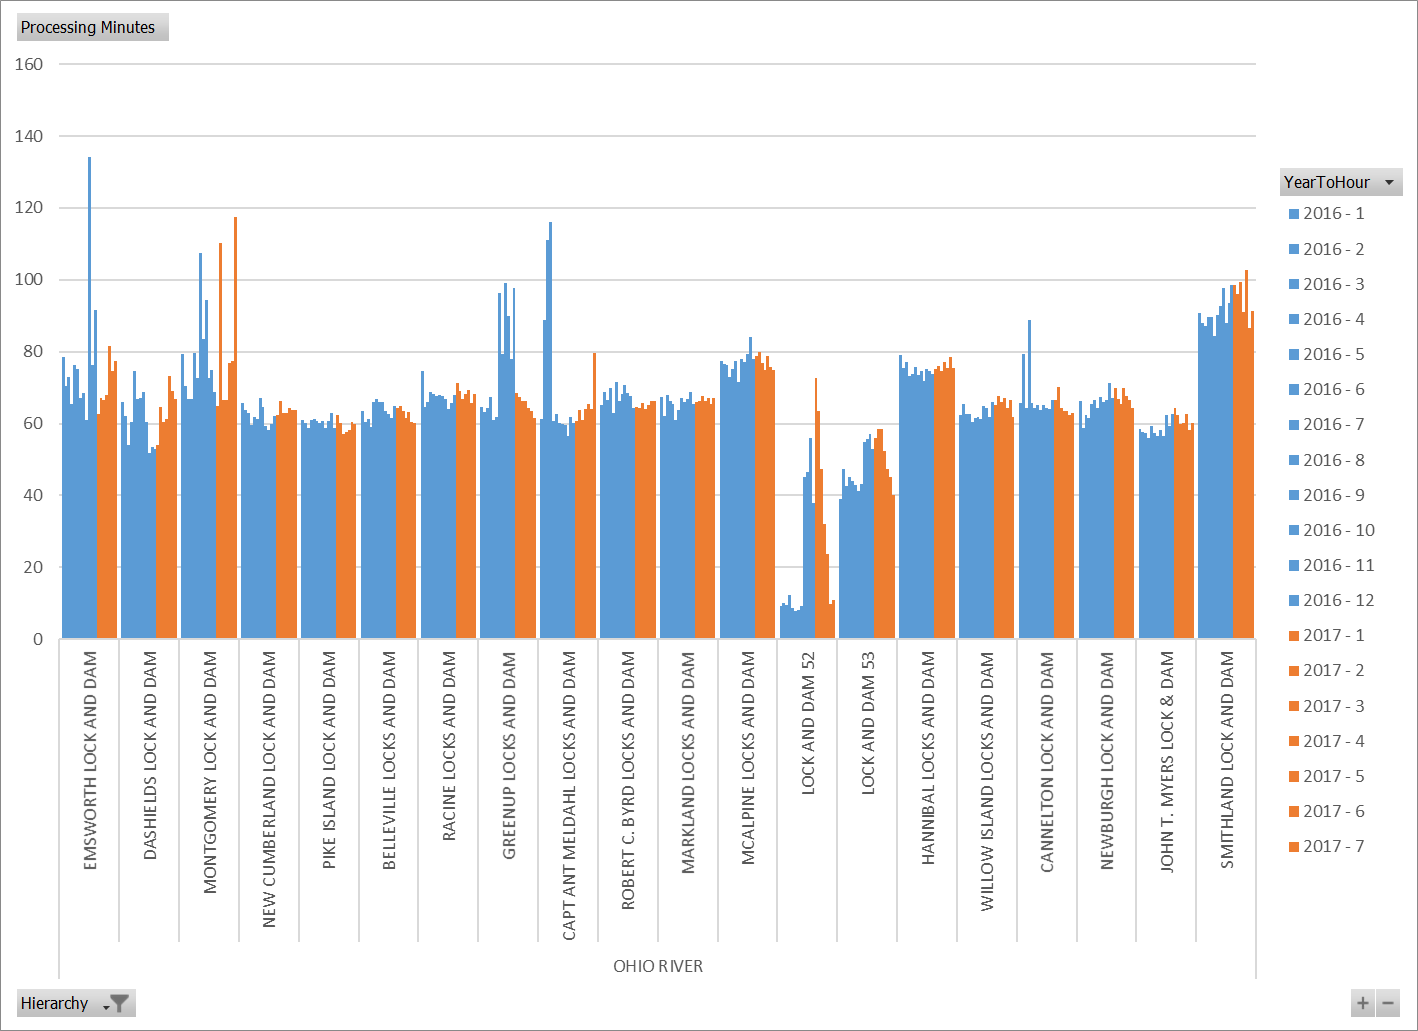 Processing Minutes
160
140
120
100
80
60
40
20
0
YearToHour
2016 - 1
2016 - 2
2016 - 3
2016 - 4
2016 - 5
2016 - 6
2016 - 7
2016 - 8
2016 - 9
2016 - 10
2016 - 11
2016 - 12
2017 - 1
2017 - 2
2017 - 3
2017 - 4
2017 - 5
2017 - 6
2017 - 7
EMSWORTH LOCK AND DAM
DASHIELDS LOCK AND DAM
MONTGOMERY LOCK AND DAM
NEW CUMBERLAND LOCK AND DAM
PIKE ISLAND LOCK AND DAM
BELLEVILLE LOCKS AND DAM
RACINE LOCKS AND DAM
GREENUP LOCKS AND DAM
CAPT ANT MELDAHL LOCKS AND DAM
ROBERT C. BYRD LOCKS AND DAM
MARKLAND LOCKS AND DAM
MCALPINE LOCKS AND DAM
LOCK AND DAM 52
LOCK AND DAM 53
HANNIBAL LOCKS AND DAM
WILLOW ISLAND LOCKS AND DAM
CANNELTON LOCK AND DAM
NEWBURGH LOCK AND DAM
JOHN T. MYERS LOCK & DAM
SMITHLAND LOCK AND DAM
OHIO RIVER
Hierarchy